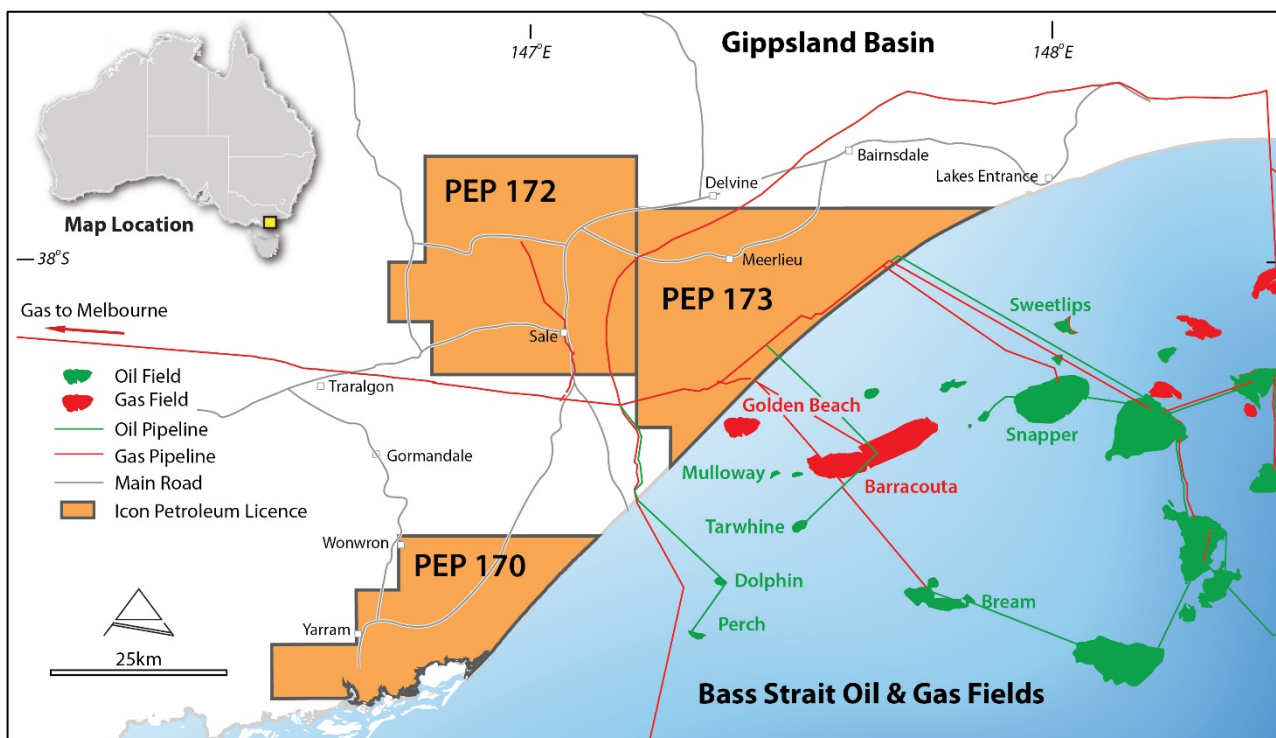 Gippsland Basin
147°E
148°E
Map Location
38°S
Gas to Melbourne
Oil Field
Gas Field
Oil Pipeline
Gas Pipeline
Main Road
Icon Petroleum Licence
25km
PEP 172
PEP 173
PEP 170
Bairnsdale
Lakes Entrance
Delvine
Meerlieu
Sale
Traralgon
Gormandale
Wonwron
Yarram
Sweetlips
Golden Beach
Snapper
Mulloway
Barracouta
Tarwhine
Dolphin
Bream
Perch
Bass Strait Oil & Gas Fields